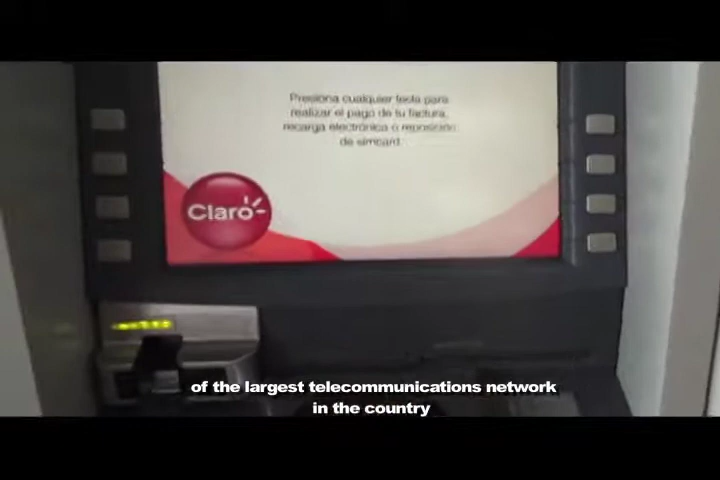 Presiona cualquier tecla para
realizar el pago de tu factura,
recarga electrónica o reposición
de simcard.
Claro
of the largest telecommunications network
in the country